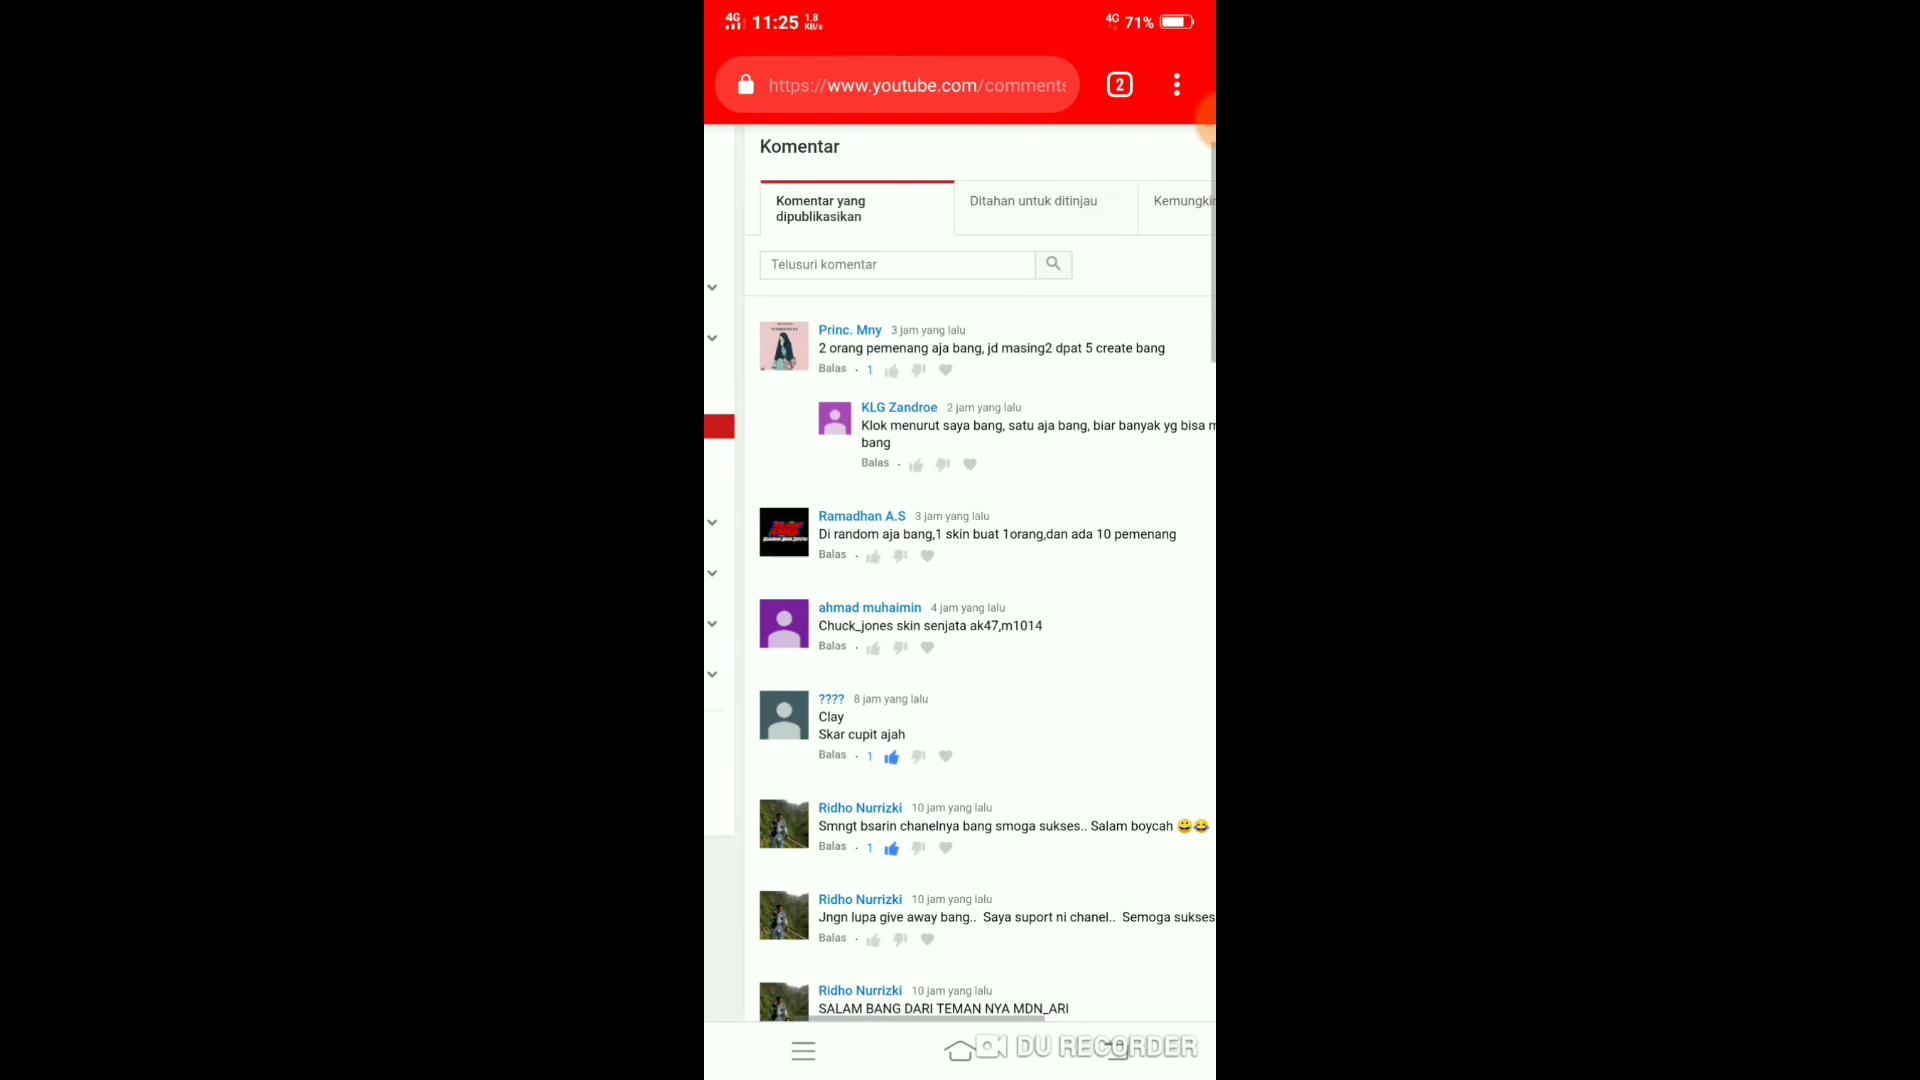 4G 11:25 1,8 KB/s 4G 71%
https://www.youtube.com/comments 2
Komentar
Komentar yang
dipublikasikan
Ditahan untuk ditinjau
Kemungkin
Telusuri komentar
Princ. Mny 3 jam yang lalu
2 orang pemenang aja bang, jd masing2 dpat 5 create bang
Balas · 1
KLG Zandroe 2 jam yang lalu
Klok menurut saya bang, satu aja bang, biar banyak yg bisa m
bang
Balas ·
Ramadhan A.S 3 jam yang lalu
Di random aja bang,1 skin buat 1orang,dan ada 10 pemenang
Balas ·
ahmad muhaimin 4 jam yang lalu
Chuck_jones skin senjata ak47,m1014
Balas ·
???? 8 jam yang lalu
Clay
Skar cupit ajah
Balas · 1
Ridho Nurrizki 10 jam yang lalu
Smngt bsarin chanelnya bang smoga sukses.. Salam boycah 😀😂
Balas · 1
Ridho Nurrizki 10 jam yang lalu
Jngn lupa give away bang.. Saya suport ni chanel.. Semoga sukses
Balas ·
Ridho Nurrizki 10 jam yang lalu
SALAM BANG DARI TEMAN NYA MDN_ARI
DU RECORDER